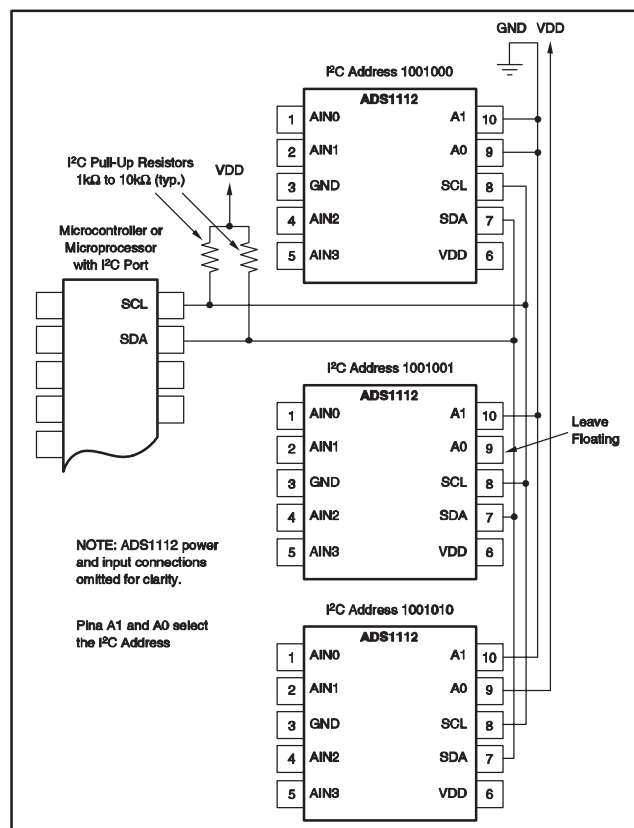 GND VDD
I²C Address 1001000
ADS1112
1 AIN0 A1 10
2 AIN1 A0 9
3 GND SCL 8
4 AIN2 SDA 7
5 AIN3 VDD 6
I²C Pull-Up Resistors
1kΩ to 10kΩ (typ.)
VDD
Microcontroller or
Microprocessor
with I²C Port
SCL
SDA
I²C Address 1001001
ADS1112
1 AIN0 A1 10
2 AIN1 A0 9
3 GND SCL 8
4 AIN2 SDA 7
5 AIN3 VDD 6
Leave
Floating
NOTE: ADS1112 power
and input connections
omitted for clarity.
Pina A1 and A0 select
the I²C Address
I²C Address 1001010
ADS1112
1 AIN0 A1 10
2 AIN1 A0 9
3 GND SCL 8
4 AIN2 SDA 7
5 AIN3 VDD 6